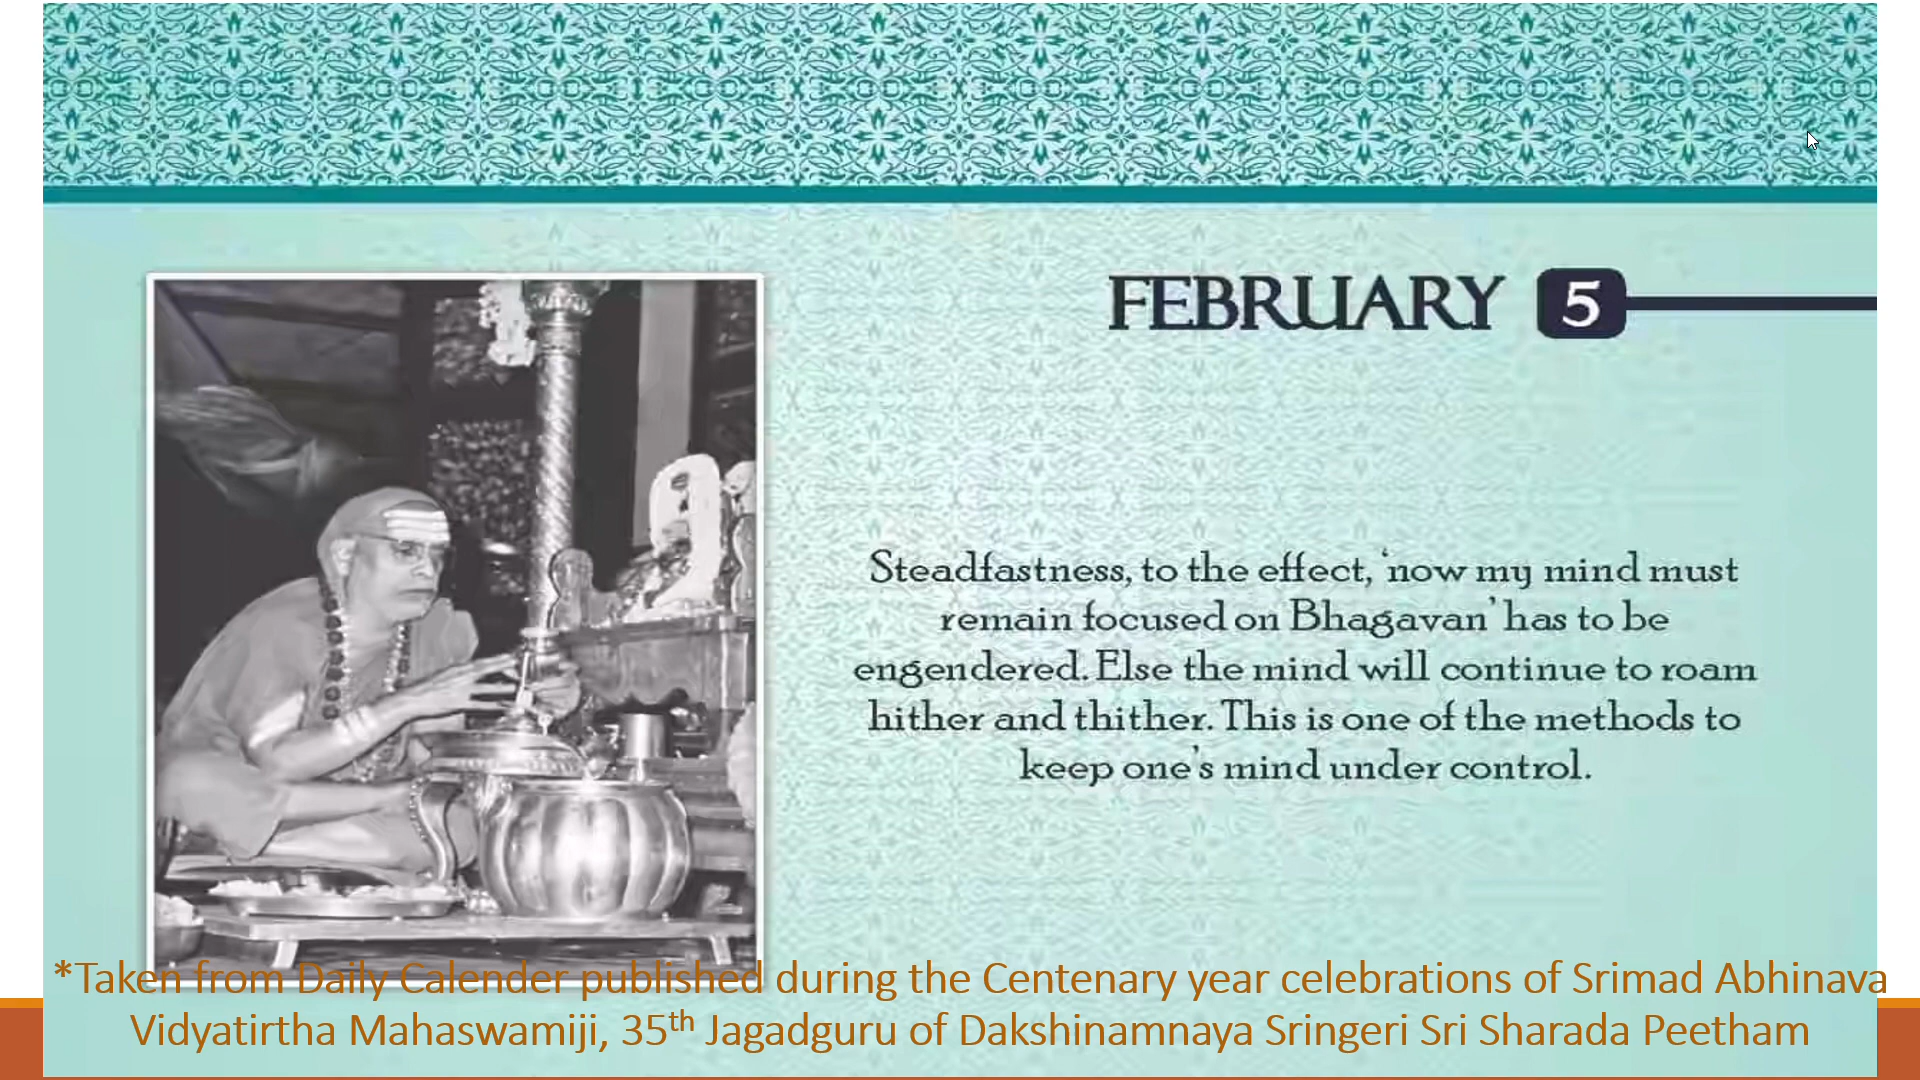 FEBRUARY 5
Steadfastness, to the effect, ‘now my mind must
remain focused on Bhagavan’ has to be
engendered. Else the mind will continue to roam
hither and thither. This is one of the methods to
keep one’s mind under control.
*Taken from Daily Calender published during the Centenary year celebrations of Srimad Abhinava
Vidyatirtha Mahaswamiji, 35th Jagadguru of Dakshinamnaya Sringeri Sri Sharada Peetham